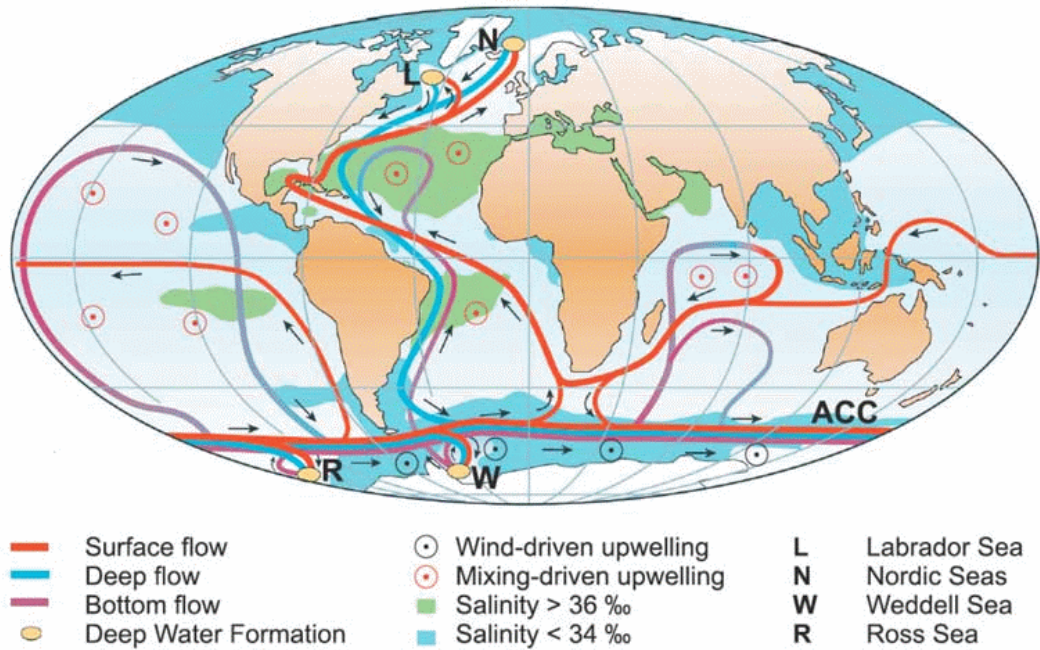 N
L
ACC
R
W
Surface flow
Deep flow
Bottom flow
Deep Water Formation
Wind-driven upwelling
Mixing-driven upwelling
Salinity > 36 ‰
Salinity < 34 ‰
L Labrador Sea
N Nordic Seas
W Weddell Sea
R Ross Sea